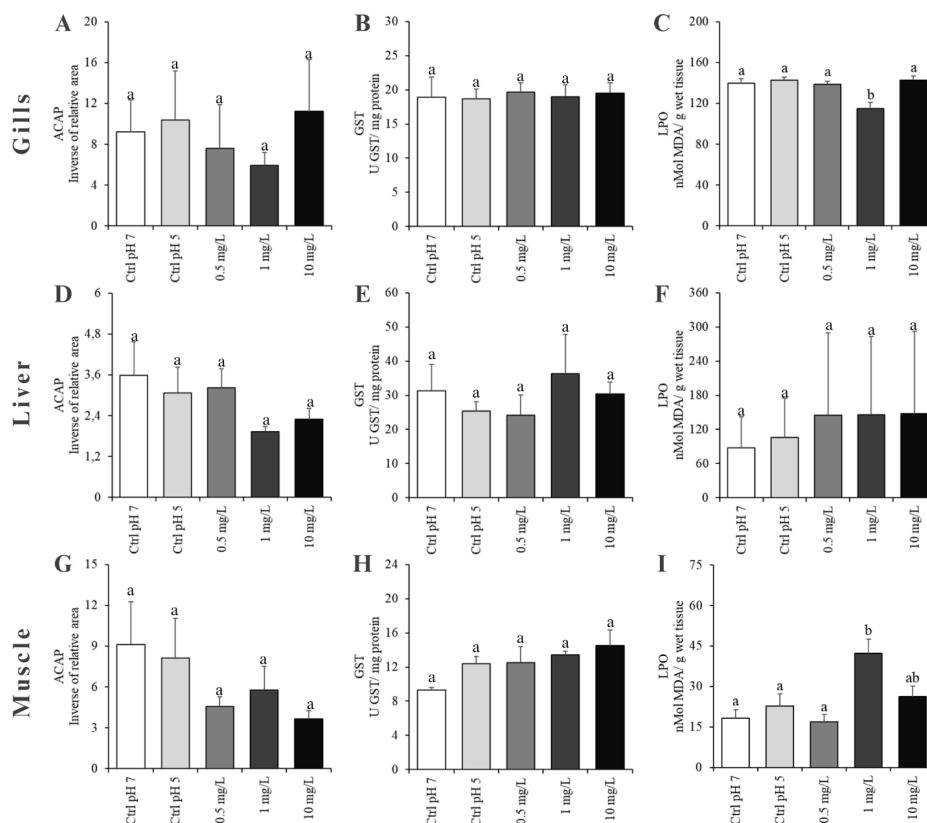 Gills
A
ACAP
Inverse of relative area
20
16
12
8
4
0
a
a
a
a
a
Ctrl pH 7
Ctrl pH 5
0.5 mg/L
1 mg/L
10 mg/L
B
GST
U GST/ mg protein
30
25
20
15
10
5
0
a
a
a
a
a
Ctrl pH 7
Ctrl pH 5
0.5 mg/L
1 mg/L
10 mg/L
C
LPO
nMol MDA/ g wet tissue
200
160
120
80
40
0
a
a
a
b
a
Ctrl pH 7
Ctrl pH 5
0.5 mg/L
1 mg/L
10 mg/L
Liver
D
ACAP
Inverse of relative area
6
4,8
3,6
2,4
1,2
0
a
a
a
a
a
Ctrl pH 7
Ctrl pH 5
0.5 mg/L
1 mg/L
10 mg/L
E
GST
U GST/ mg protein
60
50
40
30
20
10
0
a
a
a
a
a
Ctrl pH 7
Ctrl pH 5
0.5 mg/L
1 mg/L
10 mg/L
F
LPO
nMol MDA/ g wet tissue
360
300
240
180
120
60
0
a
a
a
a
a
Ctrl pH 7
Ctrl pH 5
0.5 mg/L
1 mg/L
10 mg/L
Muscle
G
ACAP
Inverse of relative area
15
12
9
6
3
0
a
a
a
a
a
Ctrl pH 7
Ctrl pH 5
0.5 mg/L
1 mg/L
10 mg/L
H
GST
U GST/ mg protein
24
20
16
12
8
4
0
a
a
a
a
a
Ctrl pH 7
Ctrl pH 5
0.5 mg/L
1 mg/L
10 mg/L
I
LPO
nMol MDA/ g wet tissue
75
60
45
30
15
0
a
a
a
b
ab
Ctrl pH 7
Ctrl pH 5
0.5 mg/L
1 mg/L
10 mg/L